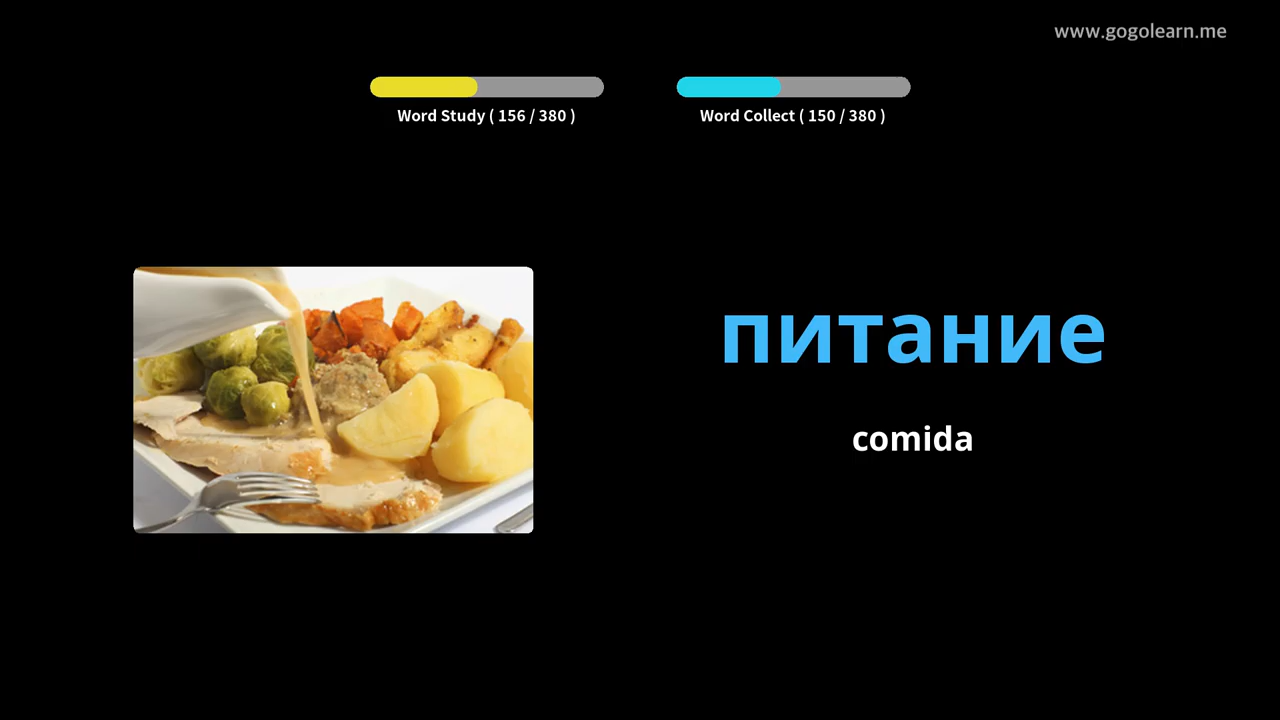 www.gogolearn.me
Word Study ( 156 / 380 )
Word Collect ( 150 / 380 )
питание
comida